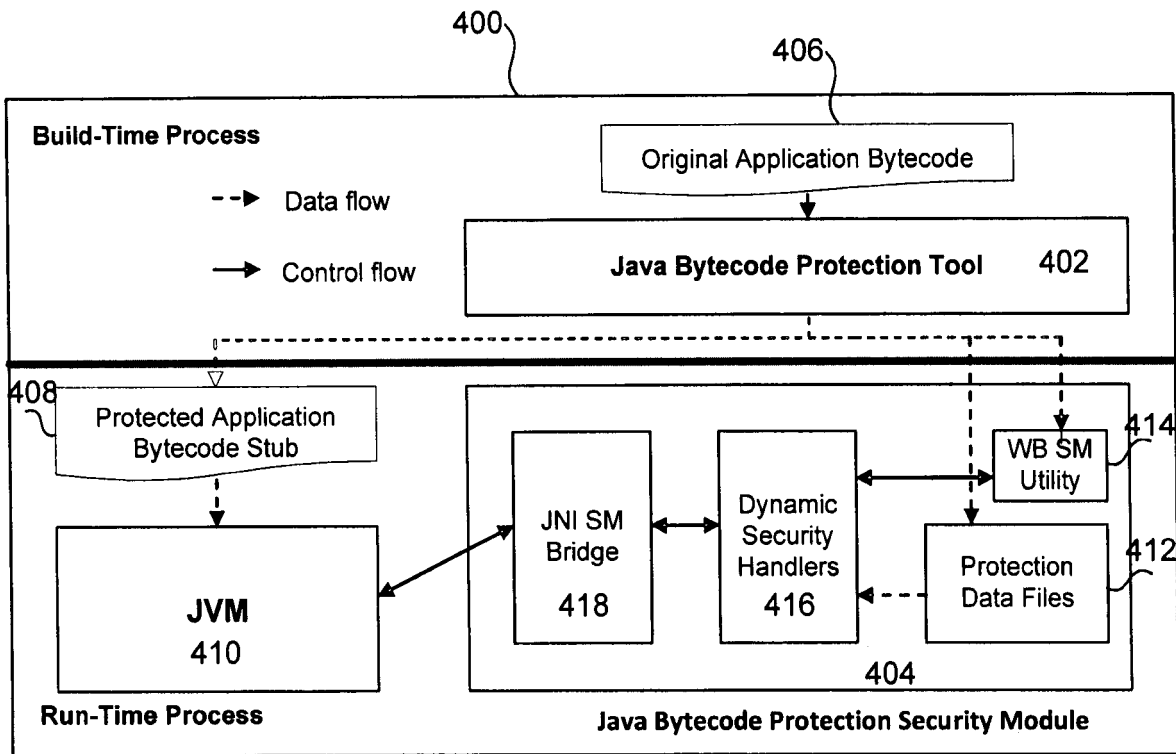 400
406
Build-Time Process
Original Application Bytecode
Data flow
Control flow
Java Bytecode Protection Tool 402
408
Protected Application
Bytecode Stub
JVM
410
JNI SM
Bridge
418
Dynamic
Security
Handlers
416
WB SM
Utility
414
Protection
Data Files
412
404
Run-Time Process
Java Bytecode Protection Security Module